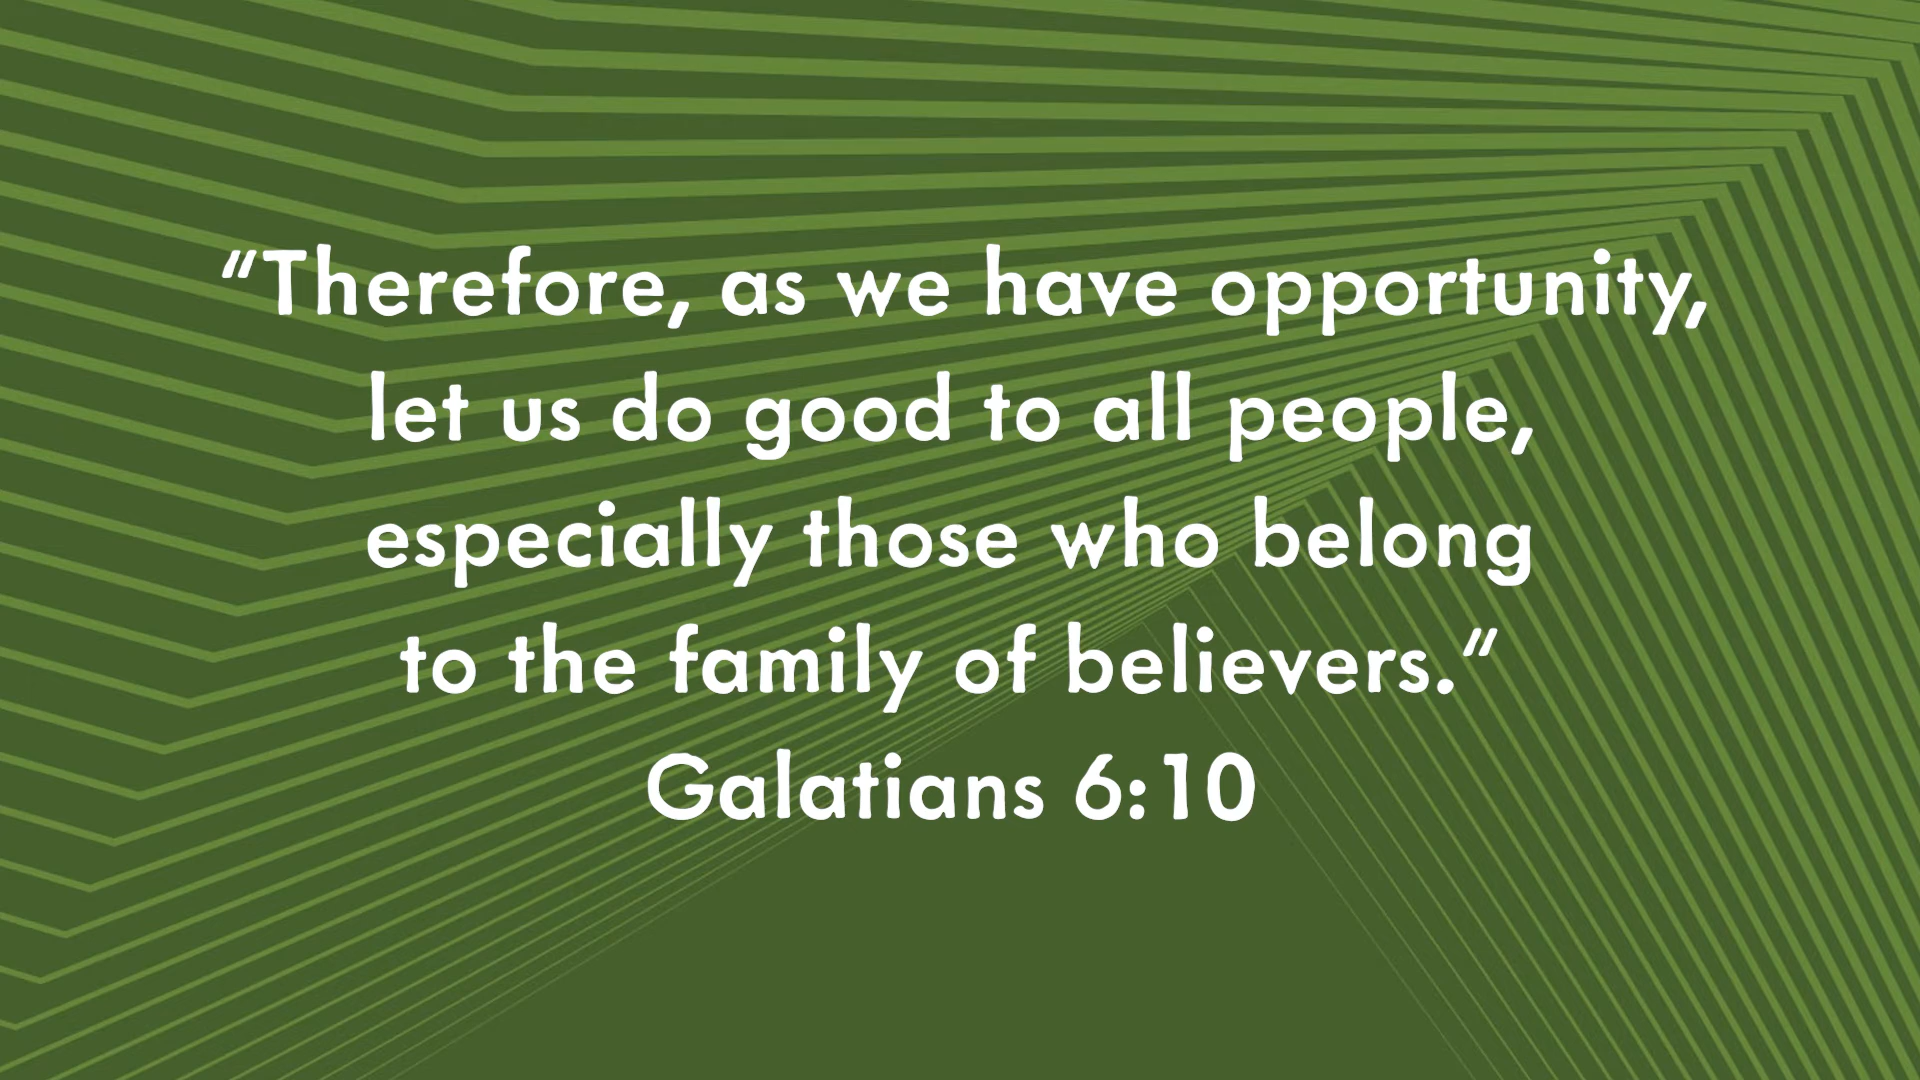 “Therefore, as we have opportunity,
let us do good to all people,
especially those who belong
to the family of believers.“
Galatians 6:10